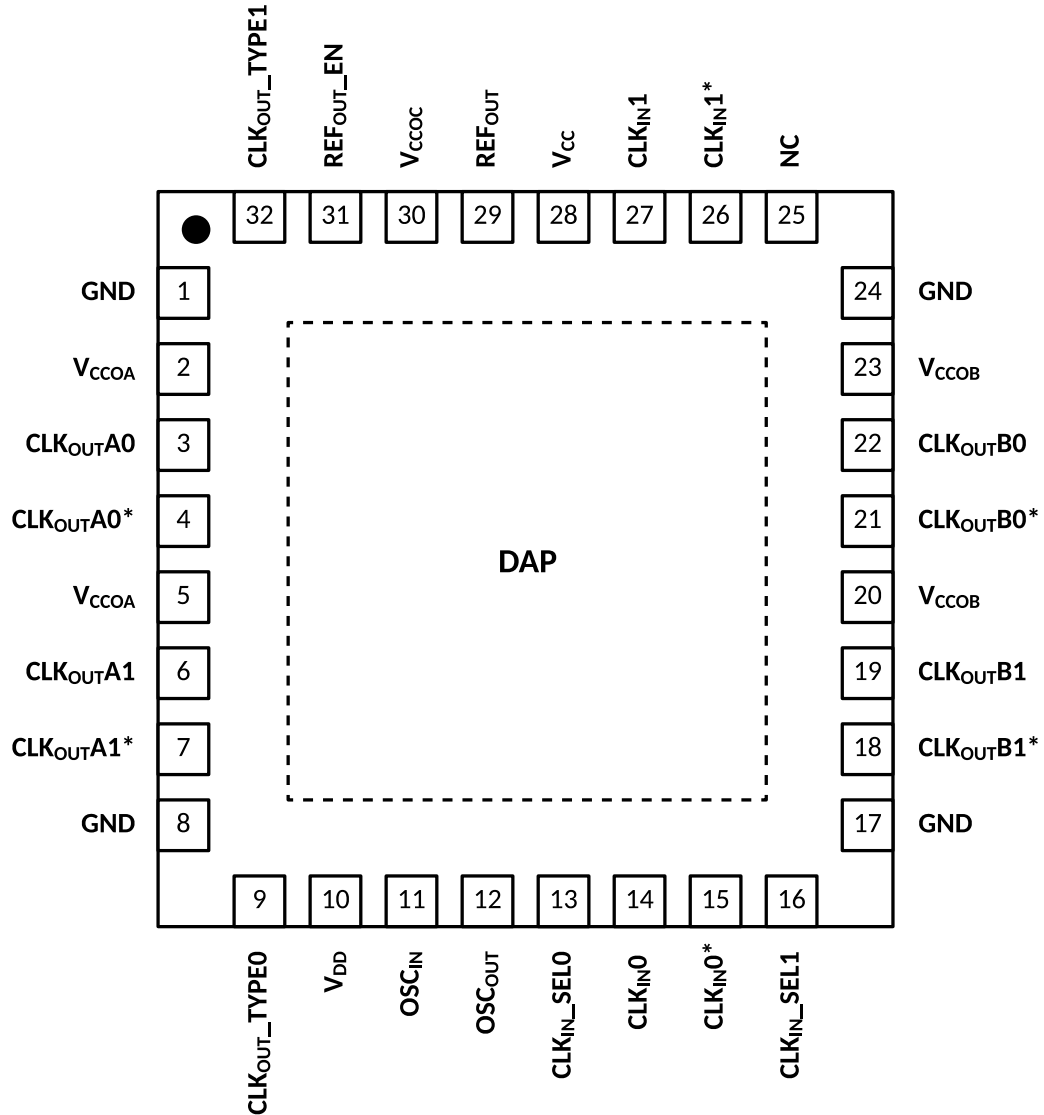 CLKOUT_TYPE1
REFOUT_EN
VCCOC
REFOUT
VCC
CLKIN1
CLKIN1*
NC
32
31
30
29
28
27
26
25
GND 1
24 GND
VCCOA 2
23 VCCOB
CLKOUTA0 3
22 CLKOUTB0
CLKOUTA0* 4
21 CLKOUTB0*
DAP
VCCOA 5
20 VCCOB
CLKOUTA1 6
19 CLKOUTB1
CLKOUTA1* 7
18 CLKOUTB1*
GND 8
17 GND
9
10
11
12
13
14
15
16
CLKOUT_TYPE0
VDD
OSCIN
OSCOUT
CLKIN_SEL0
CLKIN0
CLKIN0*
CLKIN_SEL1